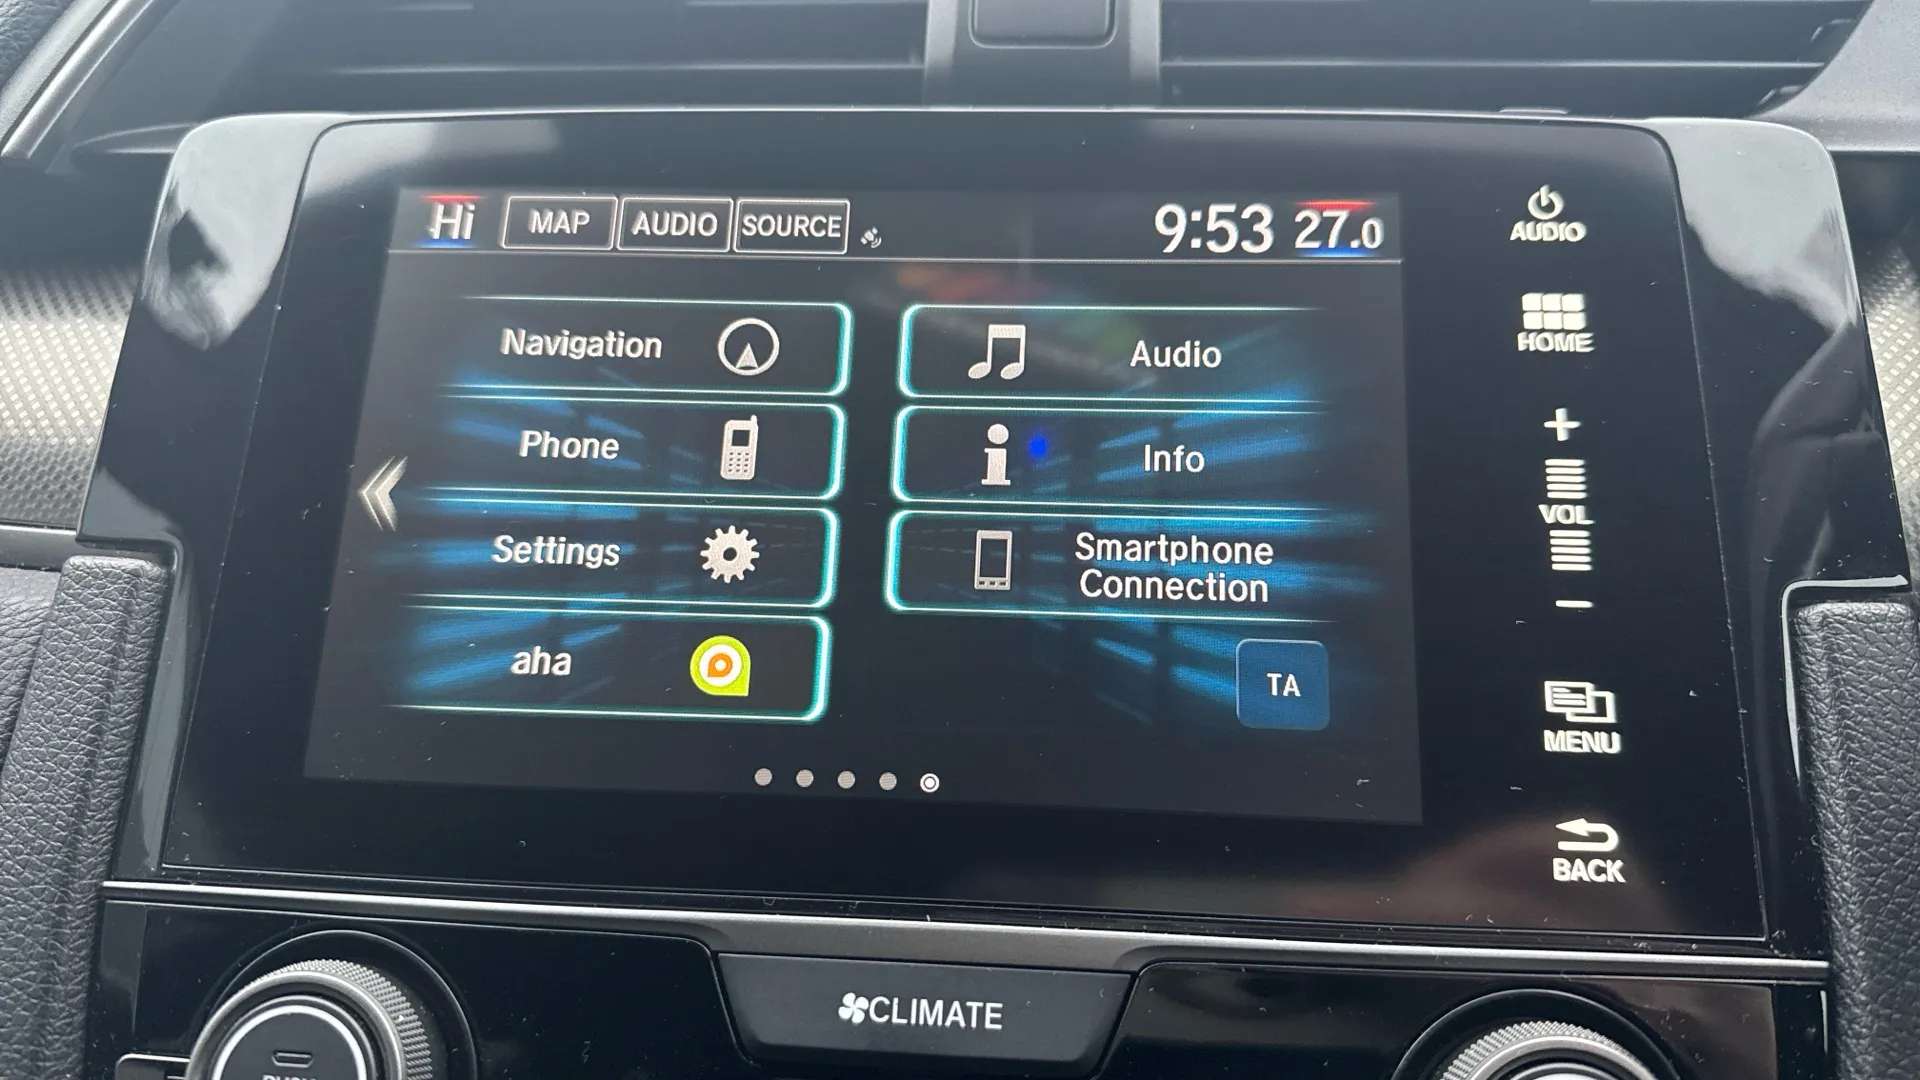 Hi MAP AUDIO SOURCE 9:53 27.0
AUDIO
HOME
Navigation
Audio
Phone
Info
Settings
Smartphone
Connection
aha
TA
+
VOL
−
MENU
BACK
CLIMATE